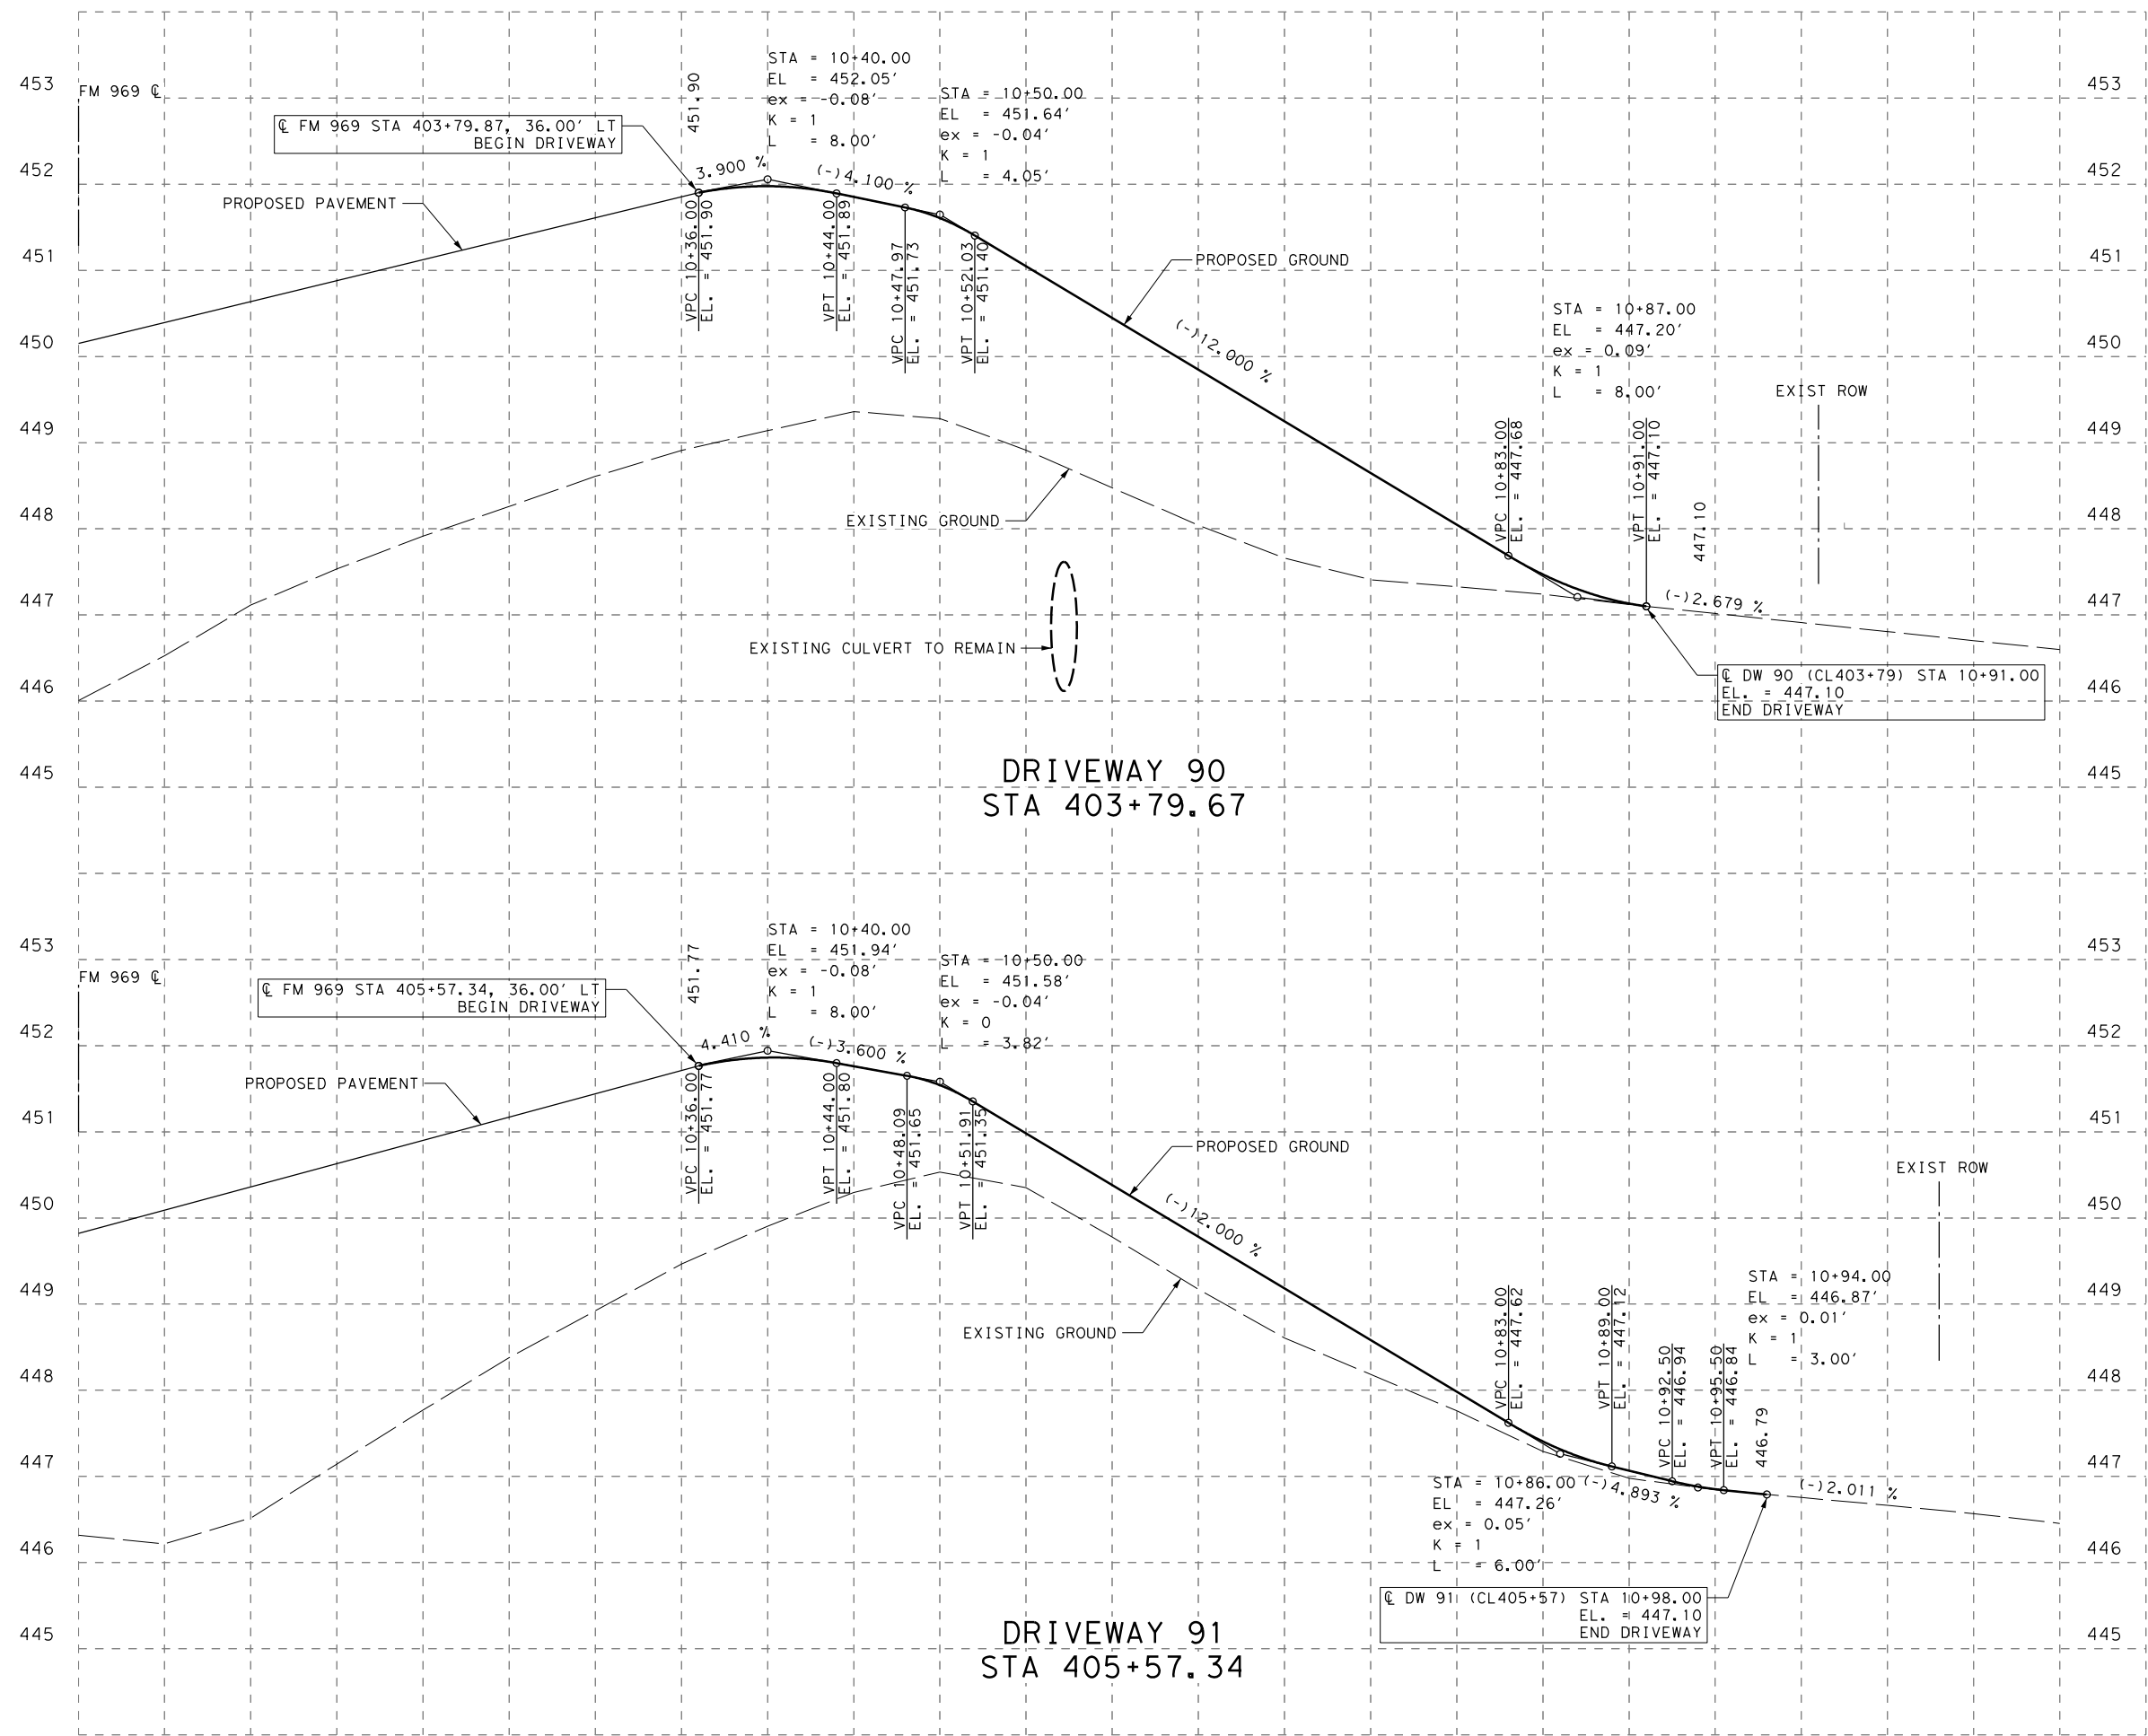 453
FM 969 ℄
℄ FM 969 STA 403+79.87, 36.00' LT
BEGIN DRIVEWAY
451.90
STA = 10+40.00
EL = 452.05'
ex = -0.08'
K = 1
L = 8.00'
STA = 10+50.00
EL = 451.64'
ex = -0.04'
K = 1
L = 4.05'
453
452
3.900 %
(-)4.100 %
452
PROPOSED PAVEMENT
451
VPC 10+36.00
EL. = 451.90
VPT 10+44.00
EL. = 451.89
VPC 10+47.97
EL. = 451.73
VPT 10+52.03
EL. = 451.40
PROPOSED GROUND
451
450
(-)12.000 %
STA = 10+87.00
EL = 447.20'
ex = 0.09'
K = 1
L = 8.00'
450
EXIST ROW
449
449
VPC 10+83.00
EL. = 447.68
VPT 10+91.00
EL. = 447.10
447.10
448
EXISTING GROUND
448
447
(-)2.679 %
447
EXISTING CULVERT TO REMAIN
446
℄ DW 90 (CL403+79) STA 10+91.00
EL. = 447.10
END DRIVEWAY
446
445
DRIVEWAY 90
STA 403+79.67
445
453
FM 969 ℄
℄ FM 969 STA 405+57.34, 36.00' LT
BEGIN DRIVEWAY
451.77
STA = 10+40.00
EL = 451.94'
ex = -0.08'
K = 1
L = 8.00'
STA = 10+50.00
EL = 451.58'
ex = -0.04'
K = 0
L = 3.82'
453
452
4.410 %
(-)3.600 %
452
PROPOSED PAVEMENT
451
VPC 10+36.00
EL. = 451.77
VPT 10+44.00
EL. = 451.80
VPC 10+48.09
EL. = 451.65
VPT 10+51.91
EL. = 451.35
PROPOSED GROUND
451
EXIST ROW
450
(-)12.000 %
450
449
STA = 10+94.00
EL = 446.87'
ex = 0.01'
K = 1
L = 3.00'
449
EXISTING GROUND
VPC 10+83.00
EL. = 447.62
VPT 10+89.00
EL. = 447.12
VPC 10+92.50
EL. = 446.94
VPT 10+95.50
EL. = 446.84
446.79
448
448
447
STA = 10+86.00
EL = 447.26'
ex = 0.05'
K = 1
L = 6.00'
(-)4.893 %
(-)2.011 %
447
446
446
℄ DW 91 (CL405+57) STA 10+98.00
EL. = 447.10
END DRIVEWAY
445
DRIVEWAY 91
STA 405+57.34
445